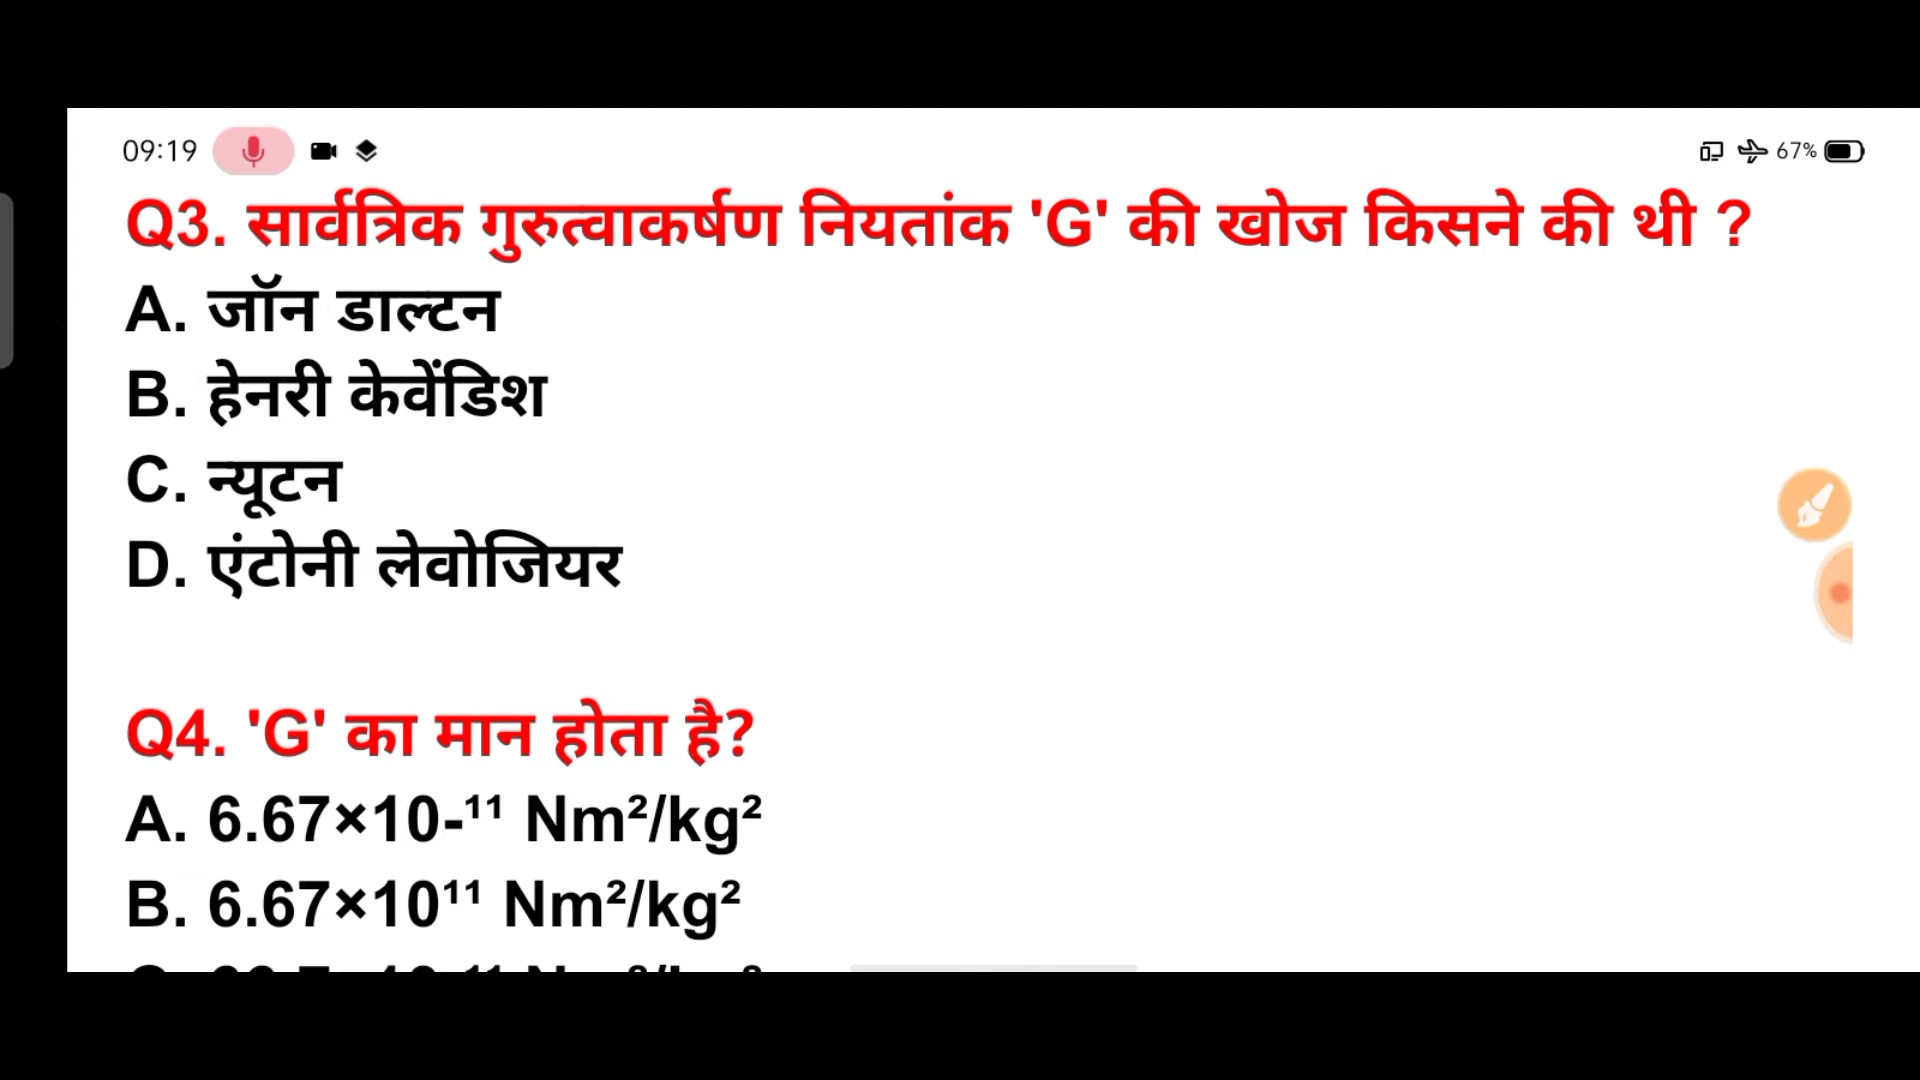 09:19
67%
Q3. सार्वत्रिक गुरुत्वाकर्षण नियतांक 'G' की खोज किसने की थी ?
A. जॉन डाल्टन
B. हेनरी केवेंडिश
C. न्यूटन
D. एंटोनी लेवोजियर
Q4. 'G' का मान होता है?
A. 6.67×10-¹¹ Nm²/kg²
B. 6.67×10¹¹ Nm²/kg²